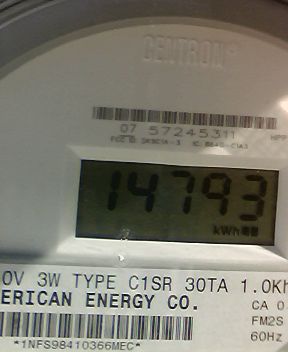 CENTRON®
07 57245311
14793
kWh
0V 3W TYPE C1SR 30TA 1.0Kh
ERICAN ENERGY CO.
CA 0
FM2S
60Hz
*1NFS98410366MEC*